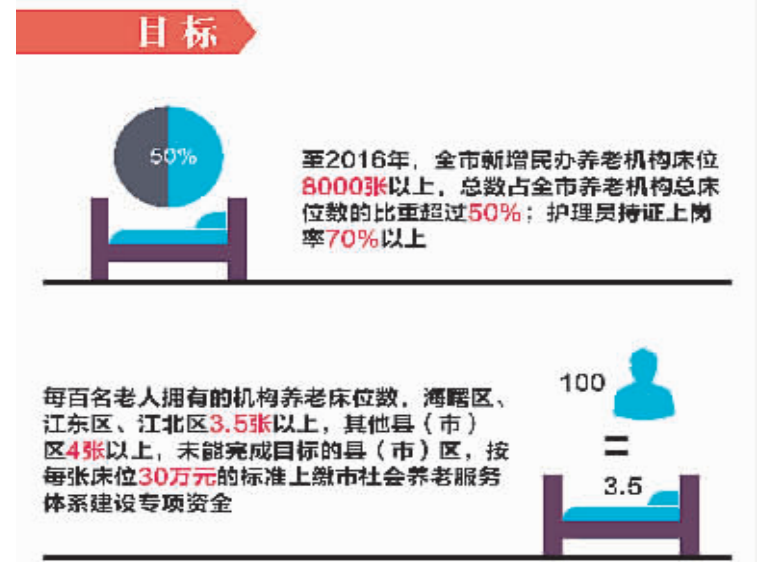 目标
50%
至2016年，全市新增民办养老机构床位
8000张以上，总数占全市养老机构总床
位数的比重超过50%；护理员持证上岗
率70%以上
每百名老人拥有的机构养老床位数，海曙区、
江东区、江北区3.5张以上，其他县（市）
区4张以上，未能完成目标的县（市）区，按
每张床位30万元的标准上缴市社会养老服务
体系建设专项资金
100
=
3.5